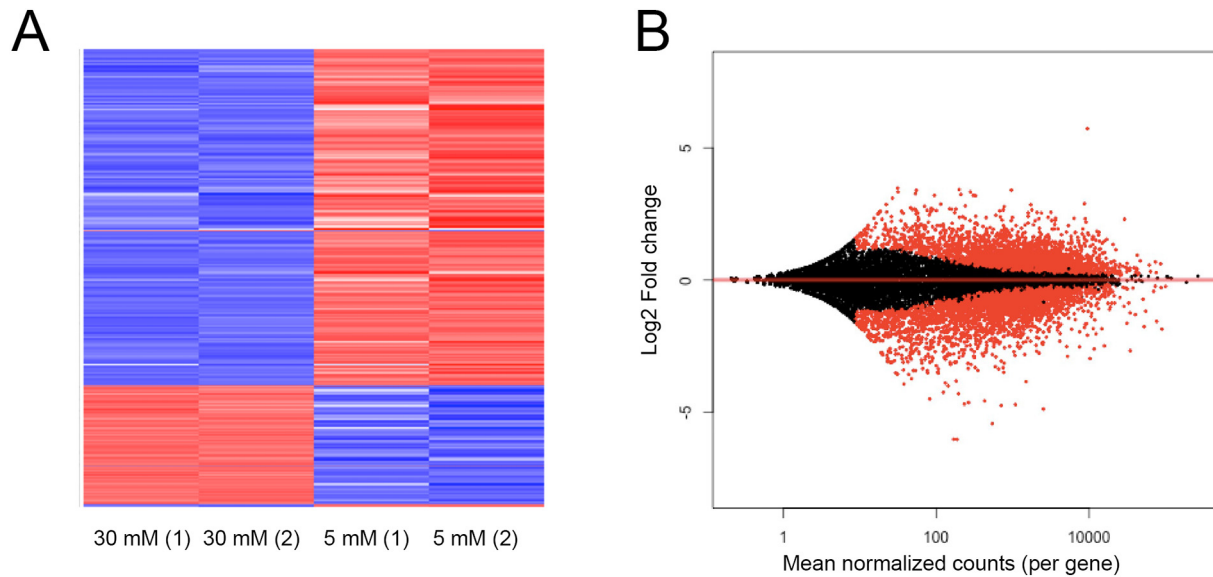 A
30 mM (1) 30 mM (2) 5 mM (1) 5 mM (2)
B
Log2 Fold change
5
0
-5
1 100 10000
Mean normalized counts (per gene)